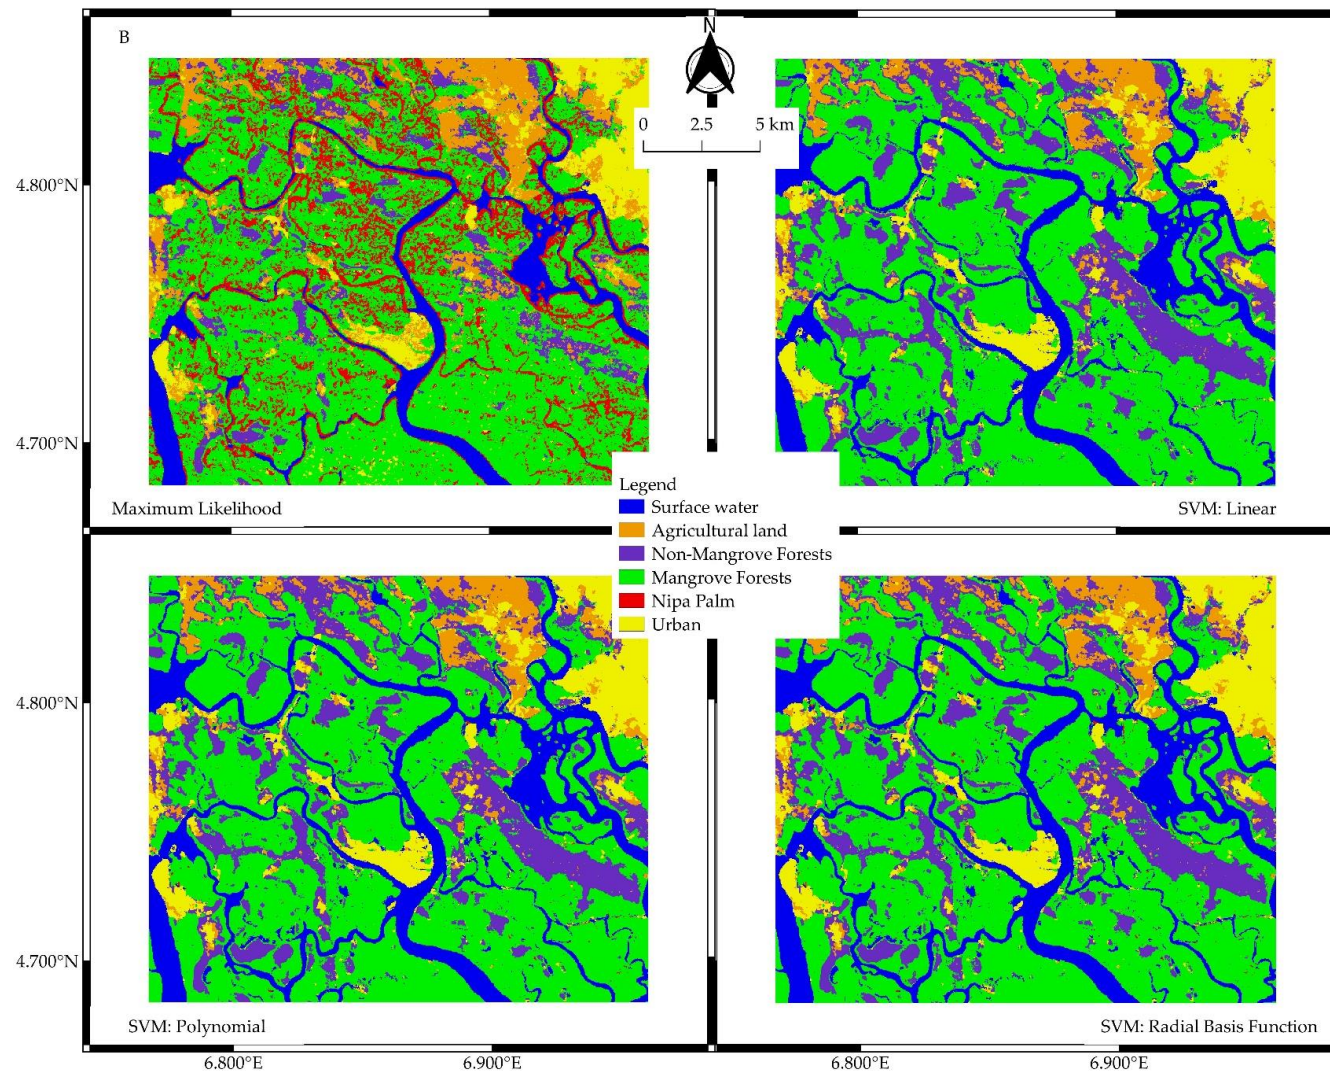 B
N
0 2.5 5 km
4.800°N
4.700°N
Maximum Likelihood
SVM: Linear
Legend
Surface water
Agricultural land
Non-Mangrove Forests
Mangrove Forests
Nipa Palm
Urban
4.800°N
4.700°N
SVM: Polynomial
SVM: Radial Basis Function
6.800°E 6.900°E 6.800°E 6.900°E